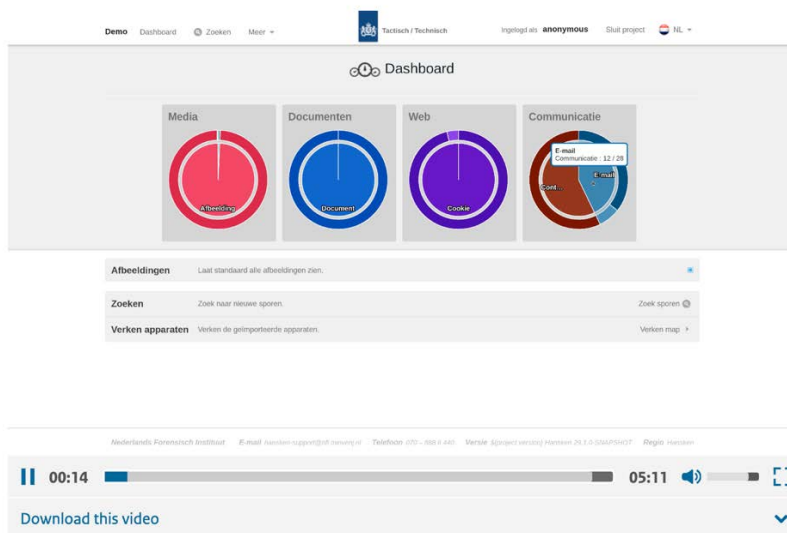 Demo Dashboard Zoeken Meer Tactisch / Technisch Ingelogd als anonymous Sluit project NL
Dashboard
Media Documenten Web Communicatie
E-mail
Communicatie : 12 / 28
Cont... E-mail
Afbeelding Document Cookie
Afbeeldingen Laat standaard alle afbeeldingen zien.
Zoeken Zoek naar nieuwe sporen. Zoek sporen
Verken apparaten Verken de geïmporteerde apparaten. Verken map
Nederlands Forensisch Instituut E-mail Telefoon Versie Regio
00:14 05:11
Download this video